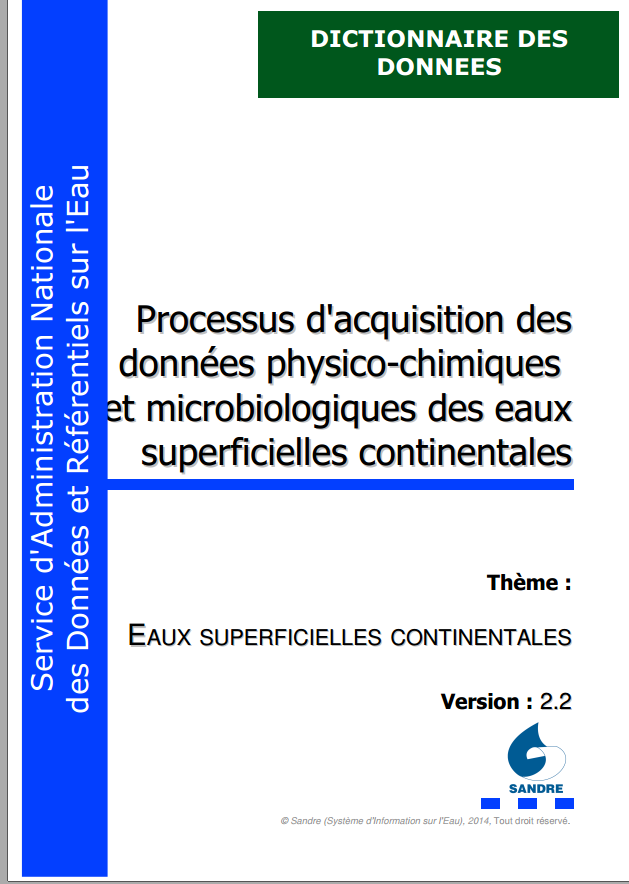 DICTIONNAIRE DES
DONNEES
Service d'Administration Nationale
des Données et Référentiels sur l'Eau
Processus d'acquisition des
données physico-chimiques
et microbiologiques des eaux
superficielles continentales
Thème :
EAUX SUPERFICIELLES CONTINENTALES
Version : 2.2
SANDRE
© Sandre (Système d'Information sur l'Eau), 2014, Tout droit réservé.